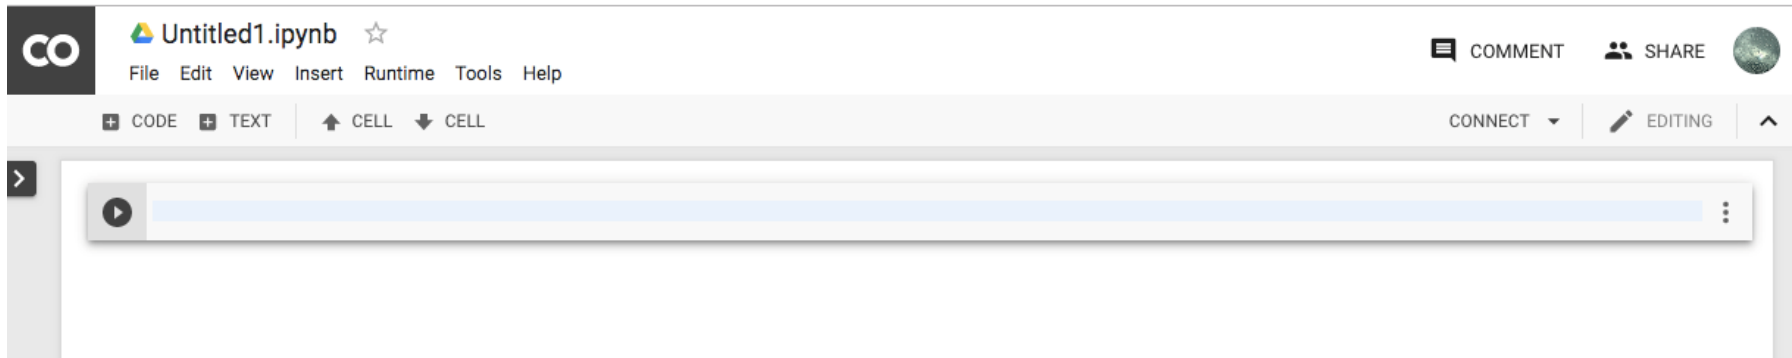 CO
Untitled1.ipynb
File Edit View Insert Runtime Tools Help
COMMENT SHARE
CODE TEXT CELL CELL
CONNECT EDITING